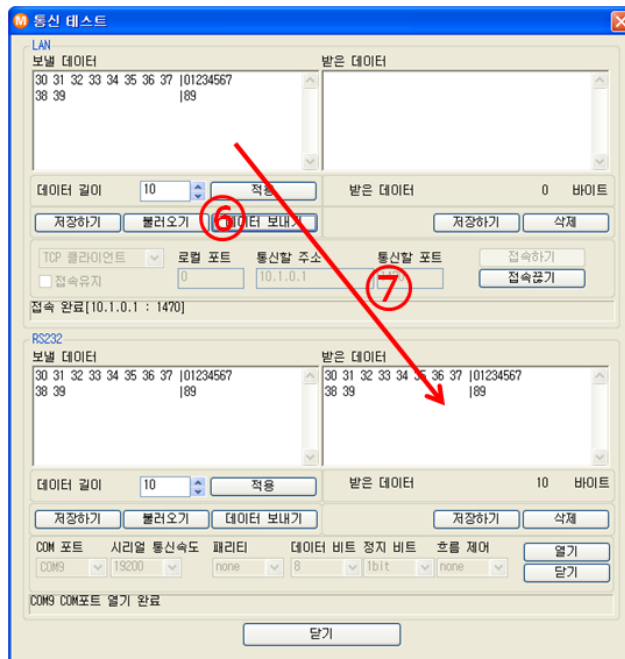 M 통신 테스트
LAN
보낼 데이터 받은 데이터
30 31 32 33 34 35 36 37 |01234567
38 39 |89
데이터 길이 10 적용 받은 데이터 0 바이트
저장하기 불러오기 ⑥ 데이터 보내기 저장하기 삭제
TCP 클라이언트 로컬 포트 통신할 주소 통신할 포트 접속하기
접속유지 0 10.1.0.1 1470 ⑦ 접속끊기
접속 완료[10.1.0.1 : 1470]
RS232
보낼 데이터 받은 데이터
30 31 32 33 34 35 36 37 |01234567 30 31 32 33 34 35 36 37 |01234567
38 39 |89 38 39 |89
데이터 길이 10 적용 받은 데이터 10 바이트
저장하기 불러오기 데이터 보내기 저장하기 삭제
COM 포트 시리얼 통신속도 패리티 데이터 비트 정지 비트 흐름 제어 열기
COM9 19200 none 8 1bit none 닫기
COM9 COM포트 열기 완료
닫기